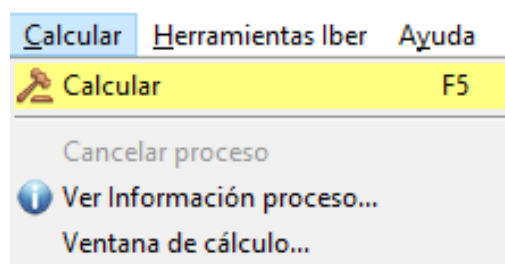 Calcular Herramientas Iber Ayuda
Calcular F5
Cancelar proceso
Ver Información proceso...
Ventana de cálculo...